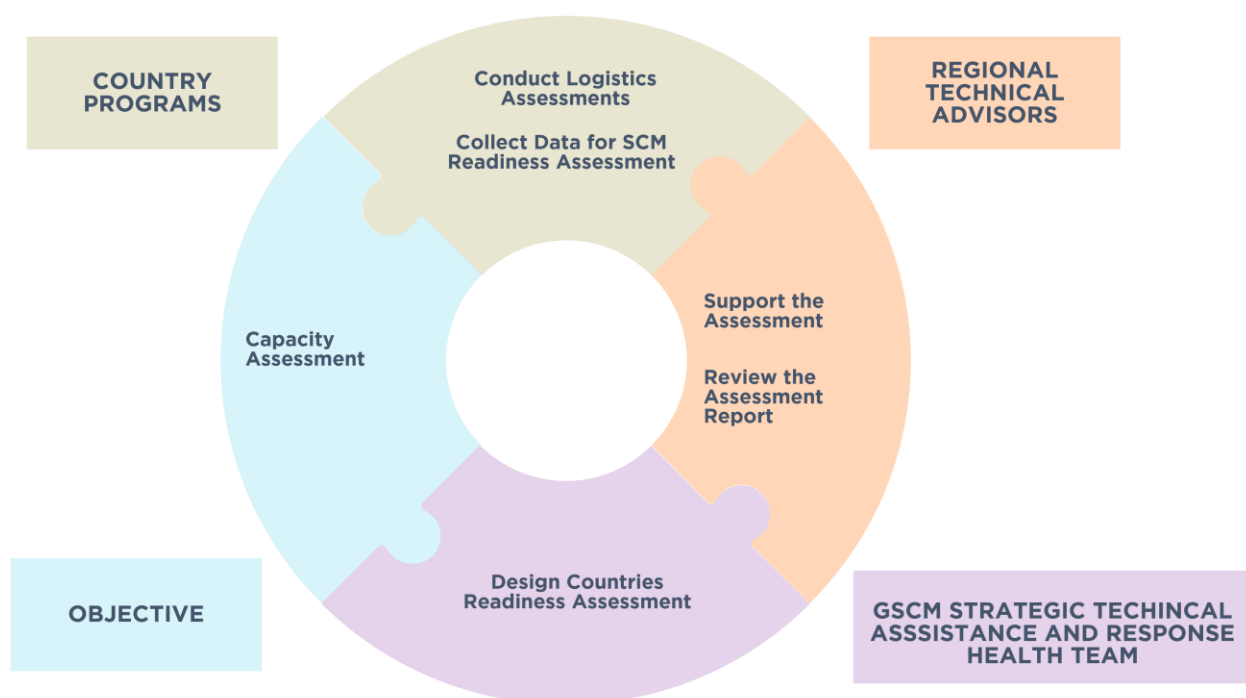 COUNTRY
PROGRAMS
Conduct Logistics
Assessments
Collect Data for SCM
Readiness Assessment
REGIONAL
TECHNICAL
ADVISORS
Capacity
Assessment
Support the
Assessment
Review the
Assessment
Report
OBJECTIVE
Design Countries
Readiness Assessment
GSCM STRATEGIC TECHINCAL
ASSSISTANCE AND RESPONSE
HEALTH TEAM